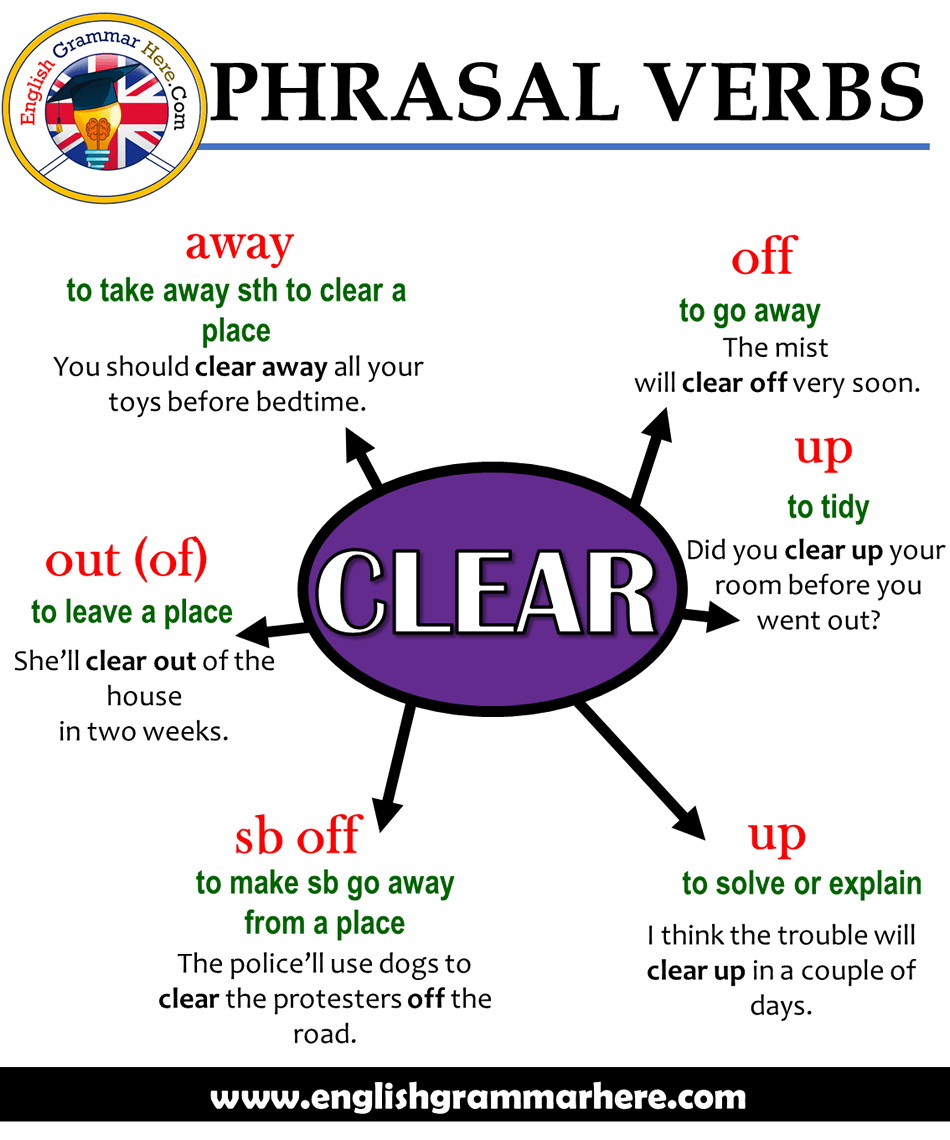 English Grammar Here.Com
PHRASAL VERBS
away
to take away sth to clear a
place
You should clear away all your
toys before bedtime.
off
to go away
The mist
will clear off very soon.
up
to tidy
Did you clear up your
room before you
went out?
out (of)
to leave a place
She'll clear out of the
house
in two weeks.
CLEAR
sb off
to make sb go away
from a place
The police'll use dogs to
clear the protesters off the
road.
up
to solve or explain
I think the trouble will
clear up in a couple of
days.
www.englishgrammarhere.com